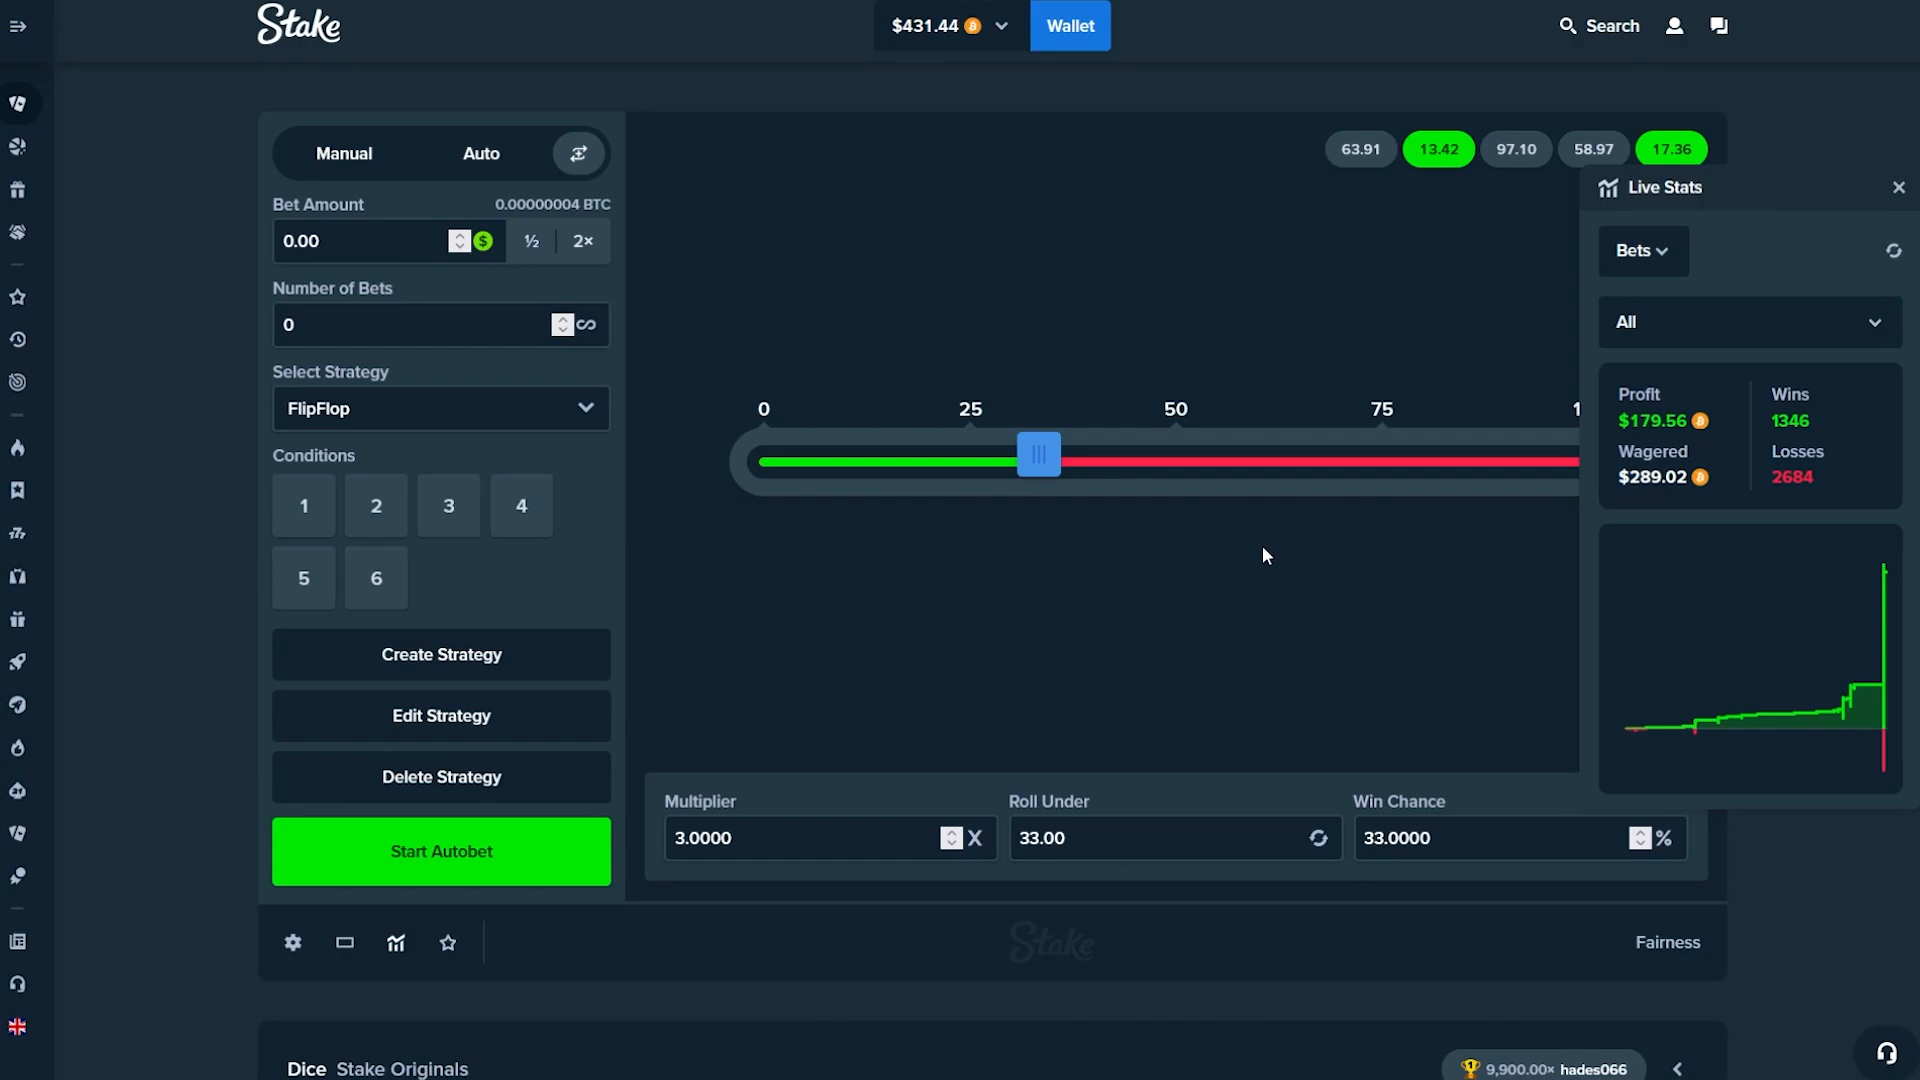 Stake
$431.44
Wallet
Search
Manual
Auto
63.91
13.42
97.10
58.97
17.36
Live Stats
Bet Amount
0.00000004 BTC
0.00
$
½
2×
Bets
Number of Bets
0
All
Select Strategy
FlipFlop
Profit
Wins
$179.56
1346
Wagered
Losses
$289.02
2684
0
25
50
75
1
Conditions
1
2
3
4
5
6
Create Strategy
Edit Strategy
Delete Strategy
Start Autobet
Multiplier
Roll Under
Win Chance
3.0000
X
33.00
33.0000
%
Stake
Fairness
Dice Stake Originals
9,900.00× hades066